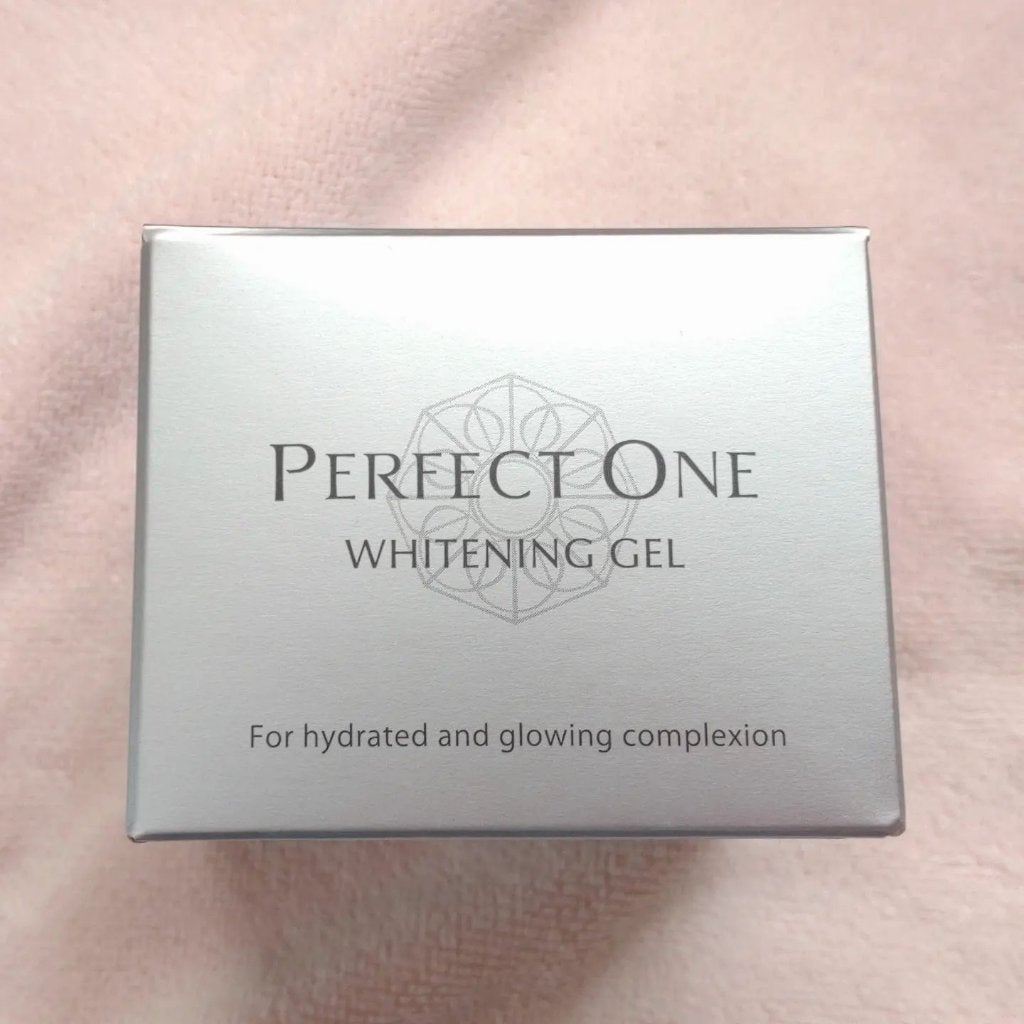 PERFECT ONE
WHITENING GEL
For hydrated and glowing complexion